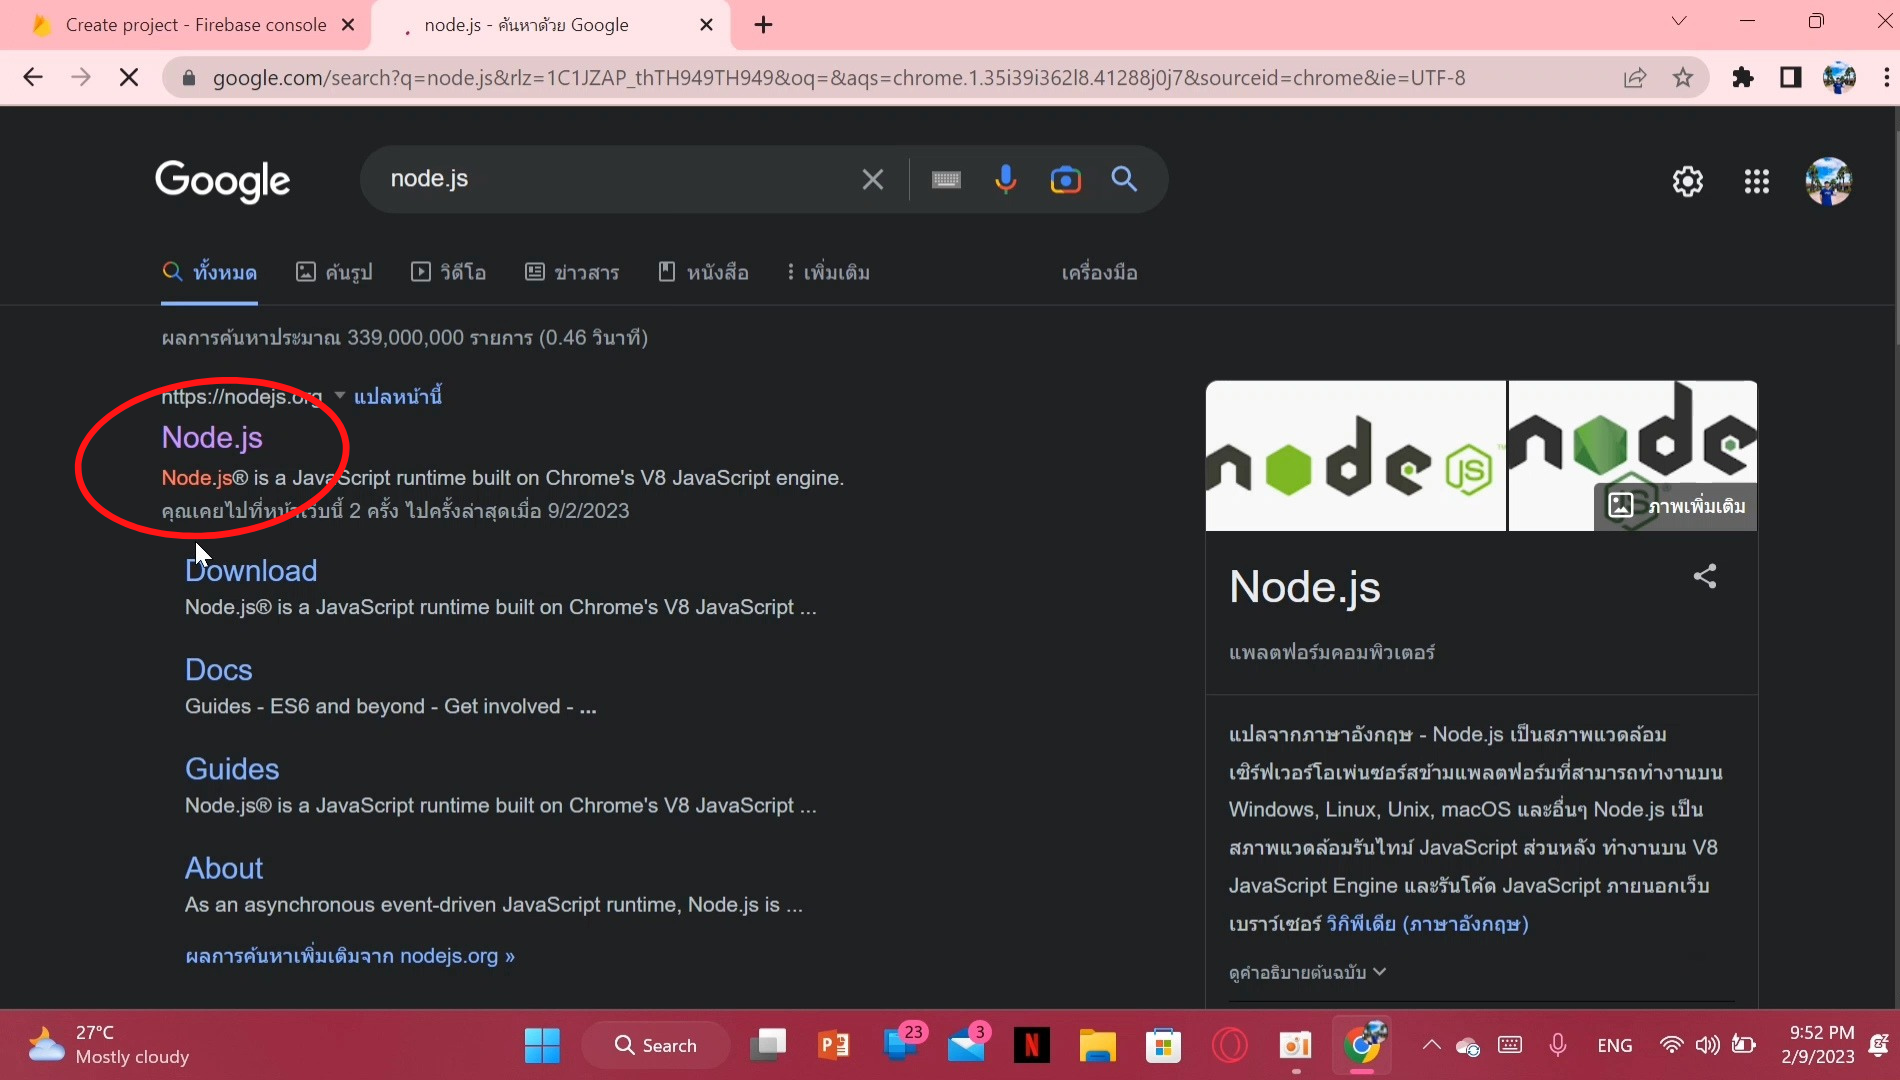 Create project - Firebase console
node.js - ค้นหาด้วย Google
google.com/search?q=node.js&rlz=1C1JZAP_thTH949TH949&oq=&aqs=chrome.1.35i39i362l8.41288j0j7&sourceid=chrome&ie=UTF-8
Google
node.js
ทั้งหมด
ค้นรูป
วิดีโอ
ข่าวสาร
หนังสือ
เพิ่มเติม
เครื่องมือ
ผลการค้นหาประมาณ 339,000,000 รายการ (0.46 วินาที)
https://nodejs.org
แปลหน้านี้
Node.js
Node.js® is a JavaScript runtime built on Chrome's V8 JavaScript engine.
คุณเคยไปที่หน้าเว็บนี้ 2 ครั้ง ไปครั้งล่าสุดเมื่อ 9/2/2023
Download
Node.js® is a JavaScript runtime built on Chrome's V8 JavaScript ...
Docs
Guides - ES6 and beyond - Get involved - ...
Guides
Node.js® is a JavaScript runtime built on Chrome's V8 JavaScript ...
About
As an asynchronous event-driven JavaScript runtime, Node.js is ...
ผลการค้นหาเพิ่มเติมจาก nodejs.org »
node JS ™
node JS ®
ภาพเพิ่มเติม
Node.js
แพลตฟอร์มคอมพิวเตอร์
แปลจากภาษาอังกฤษ - Node.js เป็นสภาพแวดล้อม
เซิร์ฟเวอร์โอเพ่นซอร์สข้ามแพลตฟอร์มที่สามารถทำงานบน
Windows, Linux, Unix, macOS และอื่นๆ Node.js เป็น
สภาพแวดล้อมรันไทม์ JavaScript ส่วนหลัง ทำงานบน V8
JavaScript Engine และรันโค้ด JavaScript ภายนอกเว็บ
เบราว์เซอร์ วิกิพีเดีย (ภาษาอังกฤษ)
ดูคำอธิบายต้นฉบับ
27°C
Mostly cloudy
Search
23
3
N
ENG
9:52 PM
2/9/2023